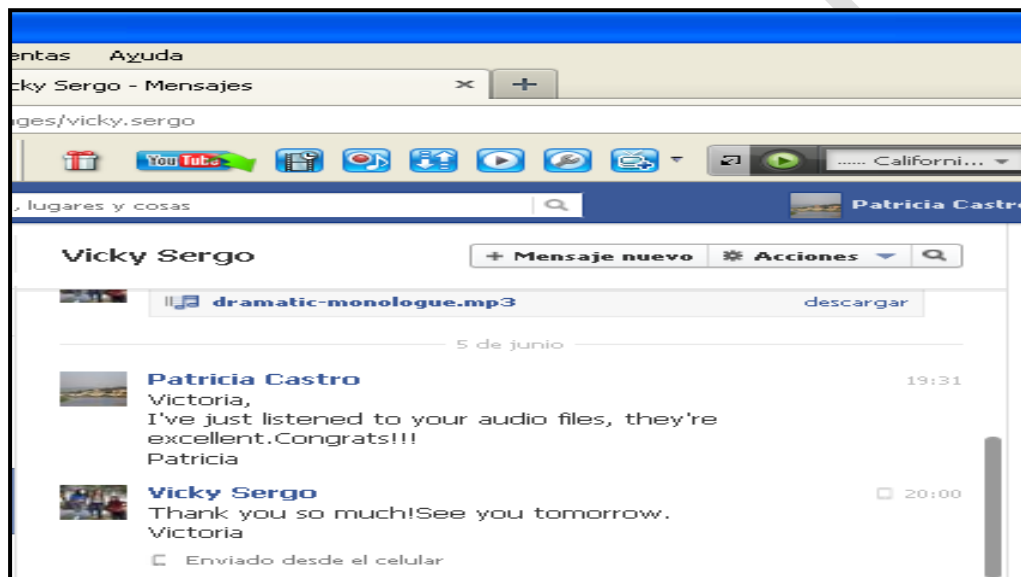 entas Ayuda
cky Sergo - Mensajes
ges/vicky.sergo
YouTube ...... Californi...
, lugares y cosas Patricia Castro
Vicky Sergo + Mensaje nuevo Acciones
dramatic-monologue.mp3 descargar
5 de junio
Patricia Castro 19:31
Victoria,
I've just listened to your audio files, they're
excellent.Congrats!!!
Patricia
Vicky Sergo 20:00
Thank you so much!See you tomorrow.
Victoria
Enviado desde el celular